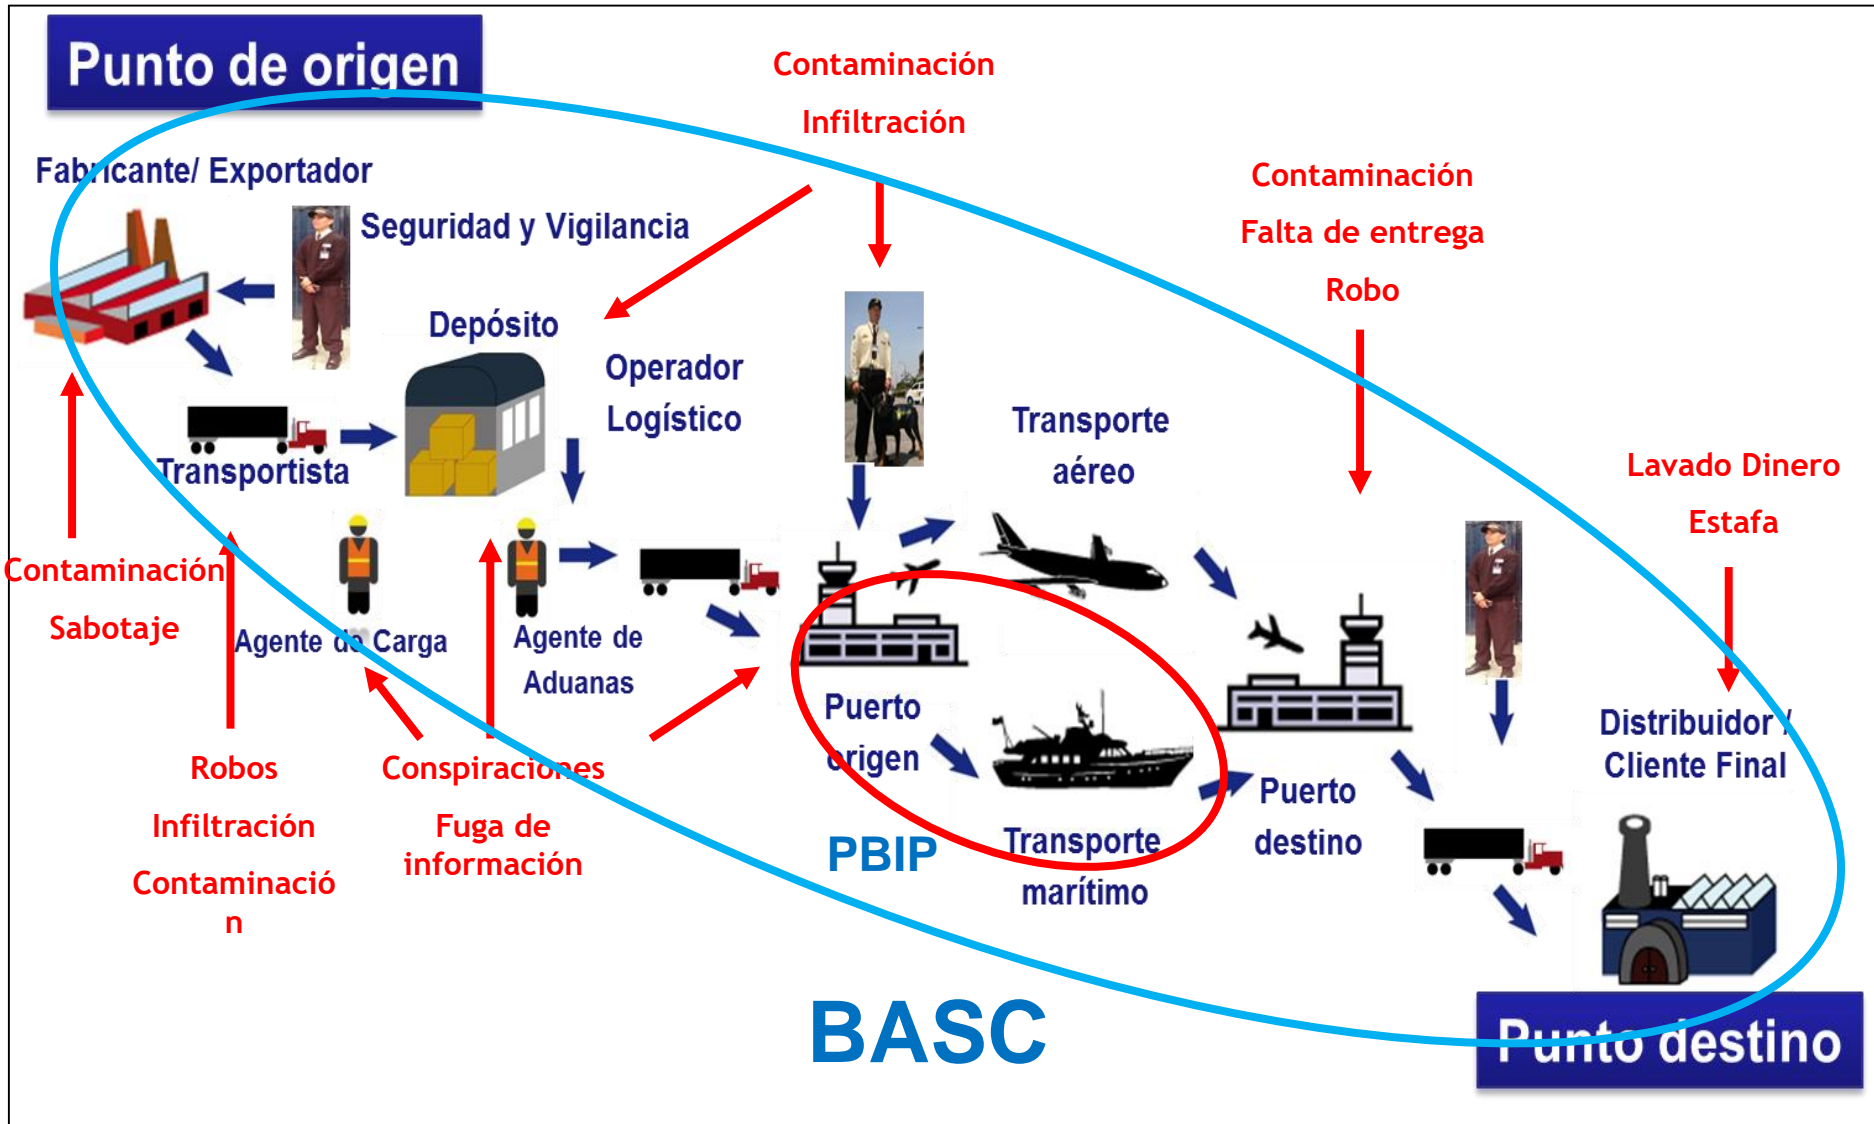 Punto de origen
Contaminación
Infiltración
Fabricante/ Exportador
Contaminación
Falta de entrega
Robo
Seguridad y Vigilancia
Depósito
Operador
Logístico
Transporte
aéreo
Transportista
Lavado Dinero
Estafa
Contaminación
Sabotaje
Agente de Carga
Agente de
Aduanas
Puerto
origen
Distribuidor /
Cliente Final
Robos
Infiltración
Contaminació
n
Conspiraciones
Fuga de
información
PBIP
Transporte
marítimo
Puerto
destino
BASC
Punto destino